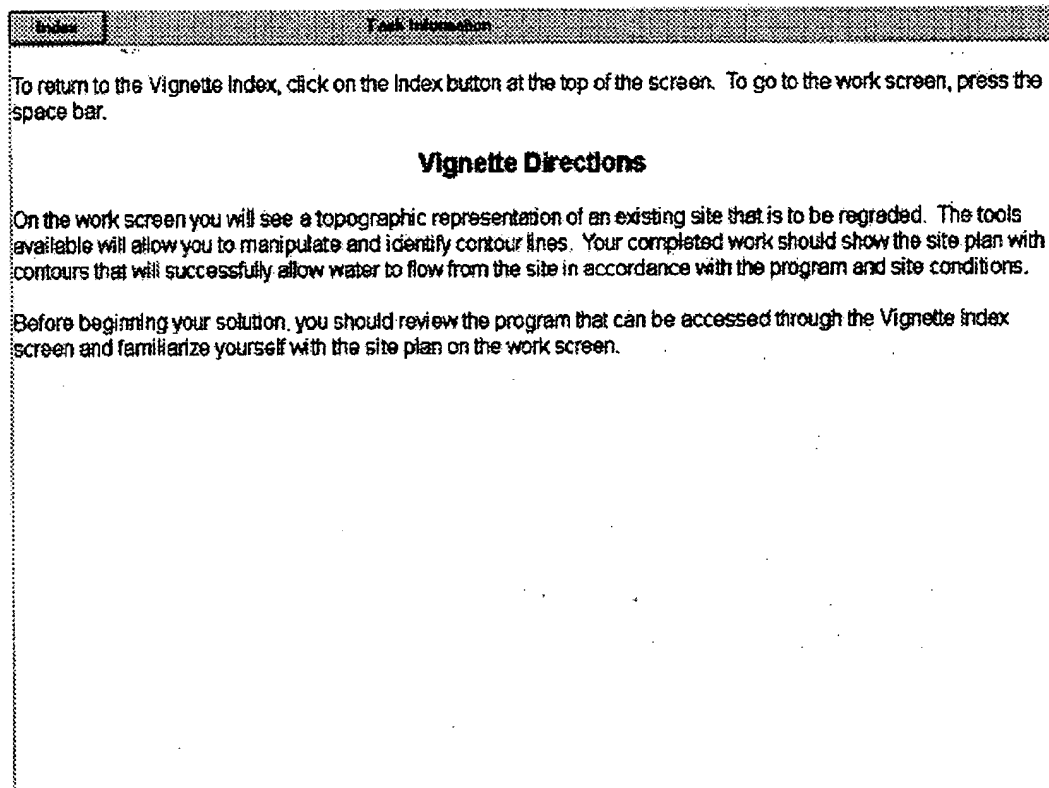 Index
Task Information
To return to the Vignette Index, click on the Index button at the top of the screen. To go to the work screen, press the
space bar.
Vignette Directions
On the work screen you will see a topographic representation of an existing site that is to be regraded. The tools
available will allow you to manipulate and identify contour lines. Your completed work should show the site plan with
contours that will successfully allow water to flow from the site in accordance with the program and site conditions.
Before beginning your solution, you should review the program that can be accessed through the Vignette Index
screen and familiarize yourself with the site plan on the work screen.